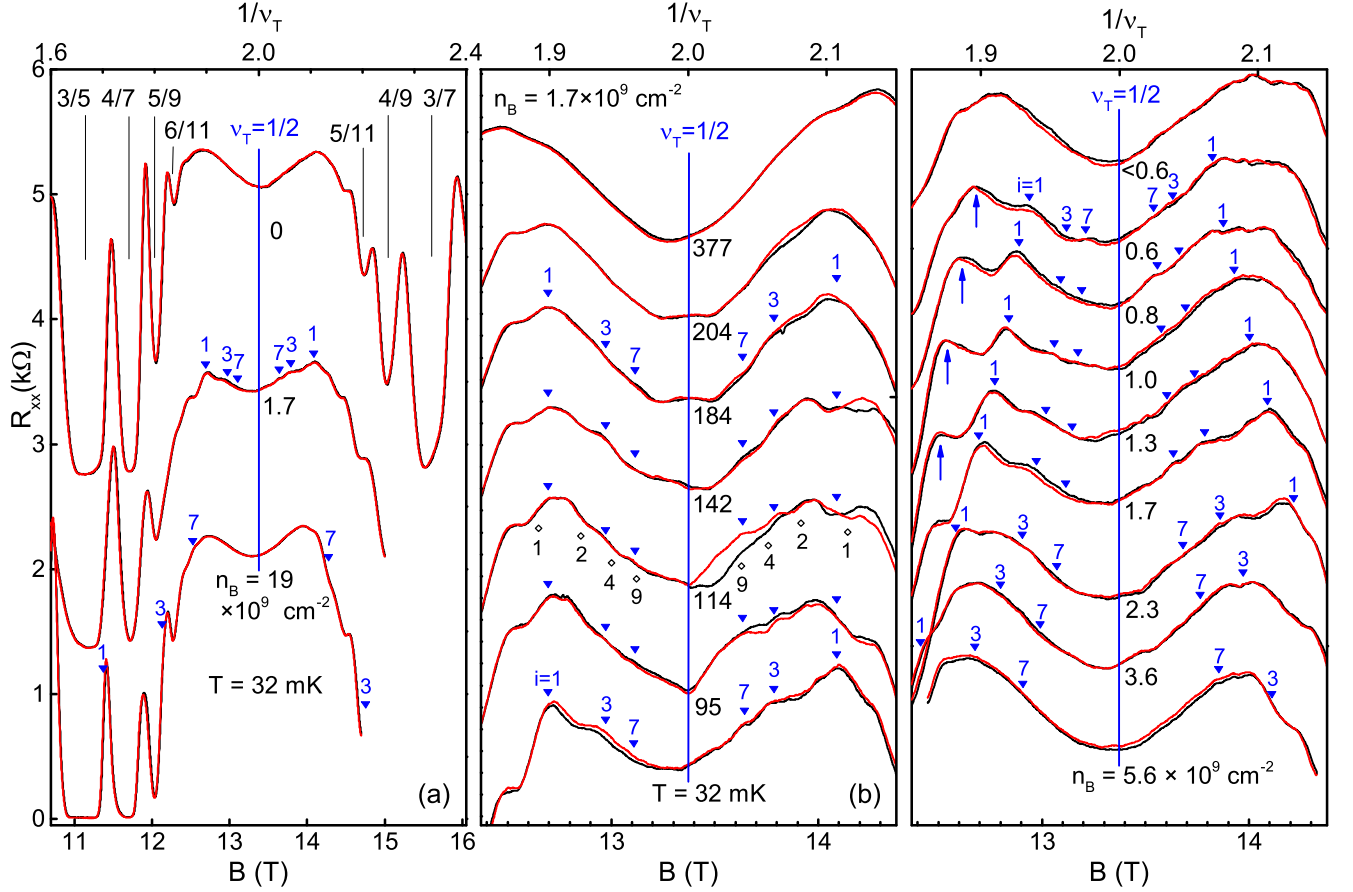 1/ν_T
1.6 2.0 2.4
6
5
4
3
2
1
0
R_xx(kΩ)
3/5 4/7 5/9
6/11
ν_T=1/2
5/11
4/9 3/7
0
1 3 7 7 3 1
1.7
7 7
3
1
3
n_B = 19
×10^9 cm^-2
T = 32 mK
(a)
11 12 13 14 15 16
B (T)
1/ν_T
1.9 2.0 2.1
n_B = 1.7×10^9 cm^-2
ν_T=1/2
377
204
1 3 7 7 3 1
184
142
1 2 4 9 9 4 2 1
114
95
i=1 3 7 7 3 1
T = 32 mK
(b)
13 14
B (T)
1/ν_T
1.9 2.0 2.1
ν_T=1/2
<0.6
i=1 3 7 7 3 1
0.6
1 1
0.8
1 1
1.0
1 1
1.3
1 1
1.7
1 3 7 7 3 1
2.3
1 3 7 7 3
3.6
3 7 7 3
n_B = 5.6 × 10^9 cm^-2
13 14
B (T)